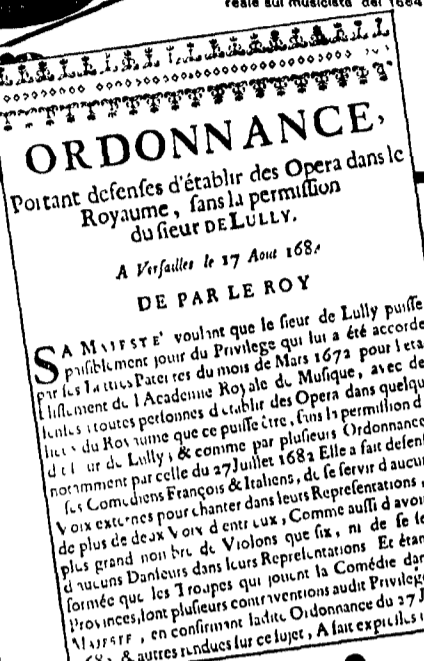 reale sui musicista del 1684
ORDONNANCE,
Portant defenses d'établir des Opera dans le
Royaume, sans la permission
du sieur DE LULLY.
A Versailles le 17 Aout 168
DE PAR LE ROY
SA MAJESTE' voulant que le sieur de Lully puisse
paisiblement jouir du Privilege qui lui a été accorde
par ses Lettres Patentes du mois de Mars 1672 pour l'eta
blissement de l'Academie Royale de Musique, avec de
fenses à toutes personnes d'établir des Opera dans quelqu
lieu du Royaume que ce puisse être, sans la permission d
du sieur de Lully; & comme par plusieurs Ordonnance
notamment par celle du 27 Juillet 1682 Elle a fait defen
ses Comediens François & Italiens, de se servir d'aucun
Voix externes pour chanter dans leurs Representations,
de plus de deux Voix d'entr eux, Comme aussi d'avoi
plus grand nombre de Violons que six, ni de se se
d'aucuns Danseurs dans leurs Representations Et étan
formée que les Troupes qui jouent la Comédie dan
Provinces, font plusieurs contraventions audit Privilege
MAJESTE, en confirmant ladite Ordonnance du 27 J
& autres rendues sur ce sujet, A fait